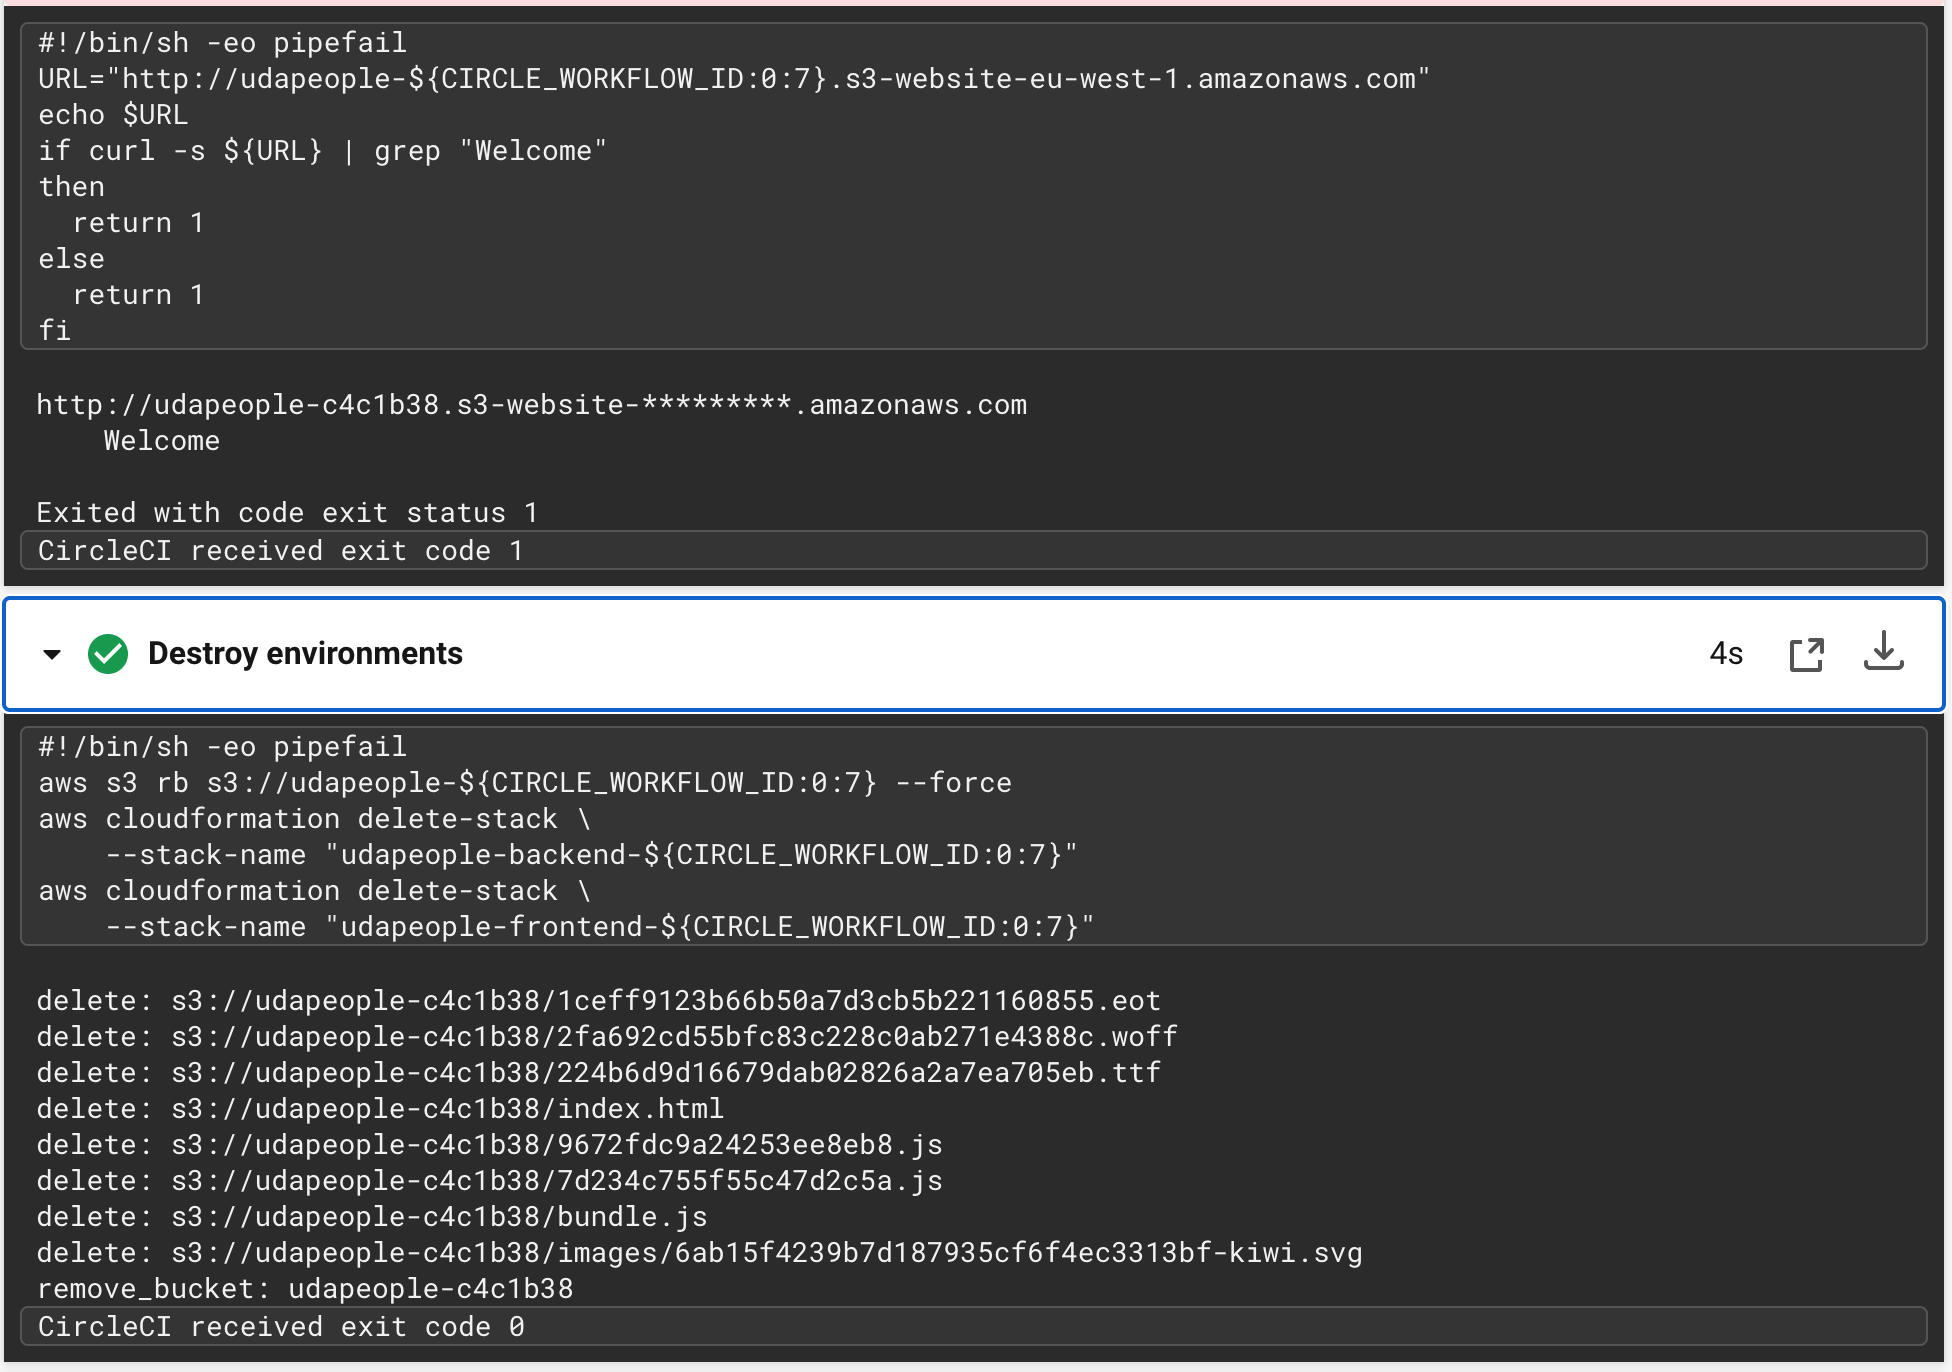 #!/bin/sh -eo pipefail
URL="http://udapeople-${CIRCLE_WORKFLOW_ID:0:7}.s3-website-eu-west-1.amazonaws.com"
echo $URL
if curl -s ${URL} | grep "Welcome"
then
  return 1
else
  return 1
fi
http://udapeople-c4c1b38.s3-website-*********.amazonaws.com
    Welcome
Exited with code exit status 1
CircleCI received exit code 1
Destroy environments 4s
#!/bin/sh -eo pipefail
aws s3 rb s3://udapeople-${CIRCLE_WORKFLOW_ID:0:7} --force
aws cloudformation delete-stack \
    --stack-name "udapeople-backend-${CIRCLE_WORKFLOW_ID:0:7}"
aws cloudformation delete-stack \
    --stack-name "udapeople-frontend-${CIRCLE_WORKFLOW_ID:0:7}"
delete: s3://udapeople-c4c1b38/1ceff9123b66b50a7d3cb5b221160855.eot
delete: s3://udapeople-c4c1b38/2fa692cd55bfc83c228c0ab271e4388c.woff
delete: s3://udapeople-c4c1b38/224b6d9d16679dab02826a2a7ea705eb.ttf
delete: s3://udapeople-c4c1b38/index.html
delete: s3://udapeople-c4c1b38/9672fdc9a24253ee8eb8.js
delete: s3://udapeople-c4c1b38/7d234c755f55c47d2c5a.js
delete: s3://udapeople-c4c1b38/bundle.js
delete: s3://udapeople-c4c1b38/images/6ab15f4239b7d187935cf6f4ec3313bf-kiwi.svg
remove_bucket: udapeople-c4c1b38
CircleCI received exit code 0